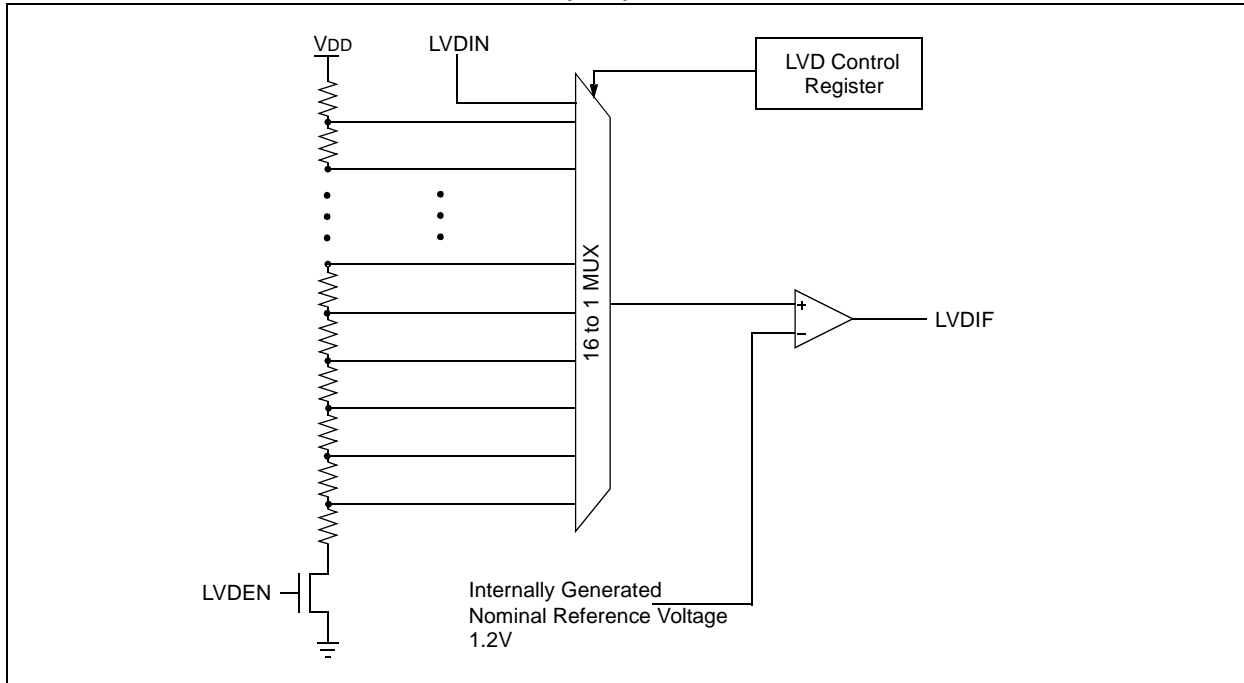 VDD
LVDIN
LVD Control
Register
16 to 1 MUX
+
−
LVDIF
LVDEN
Internally Generated
Nominal Reference Voltage
1.2V